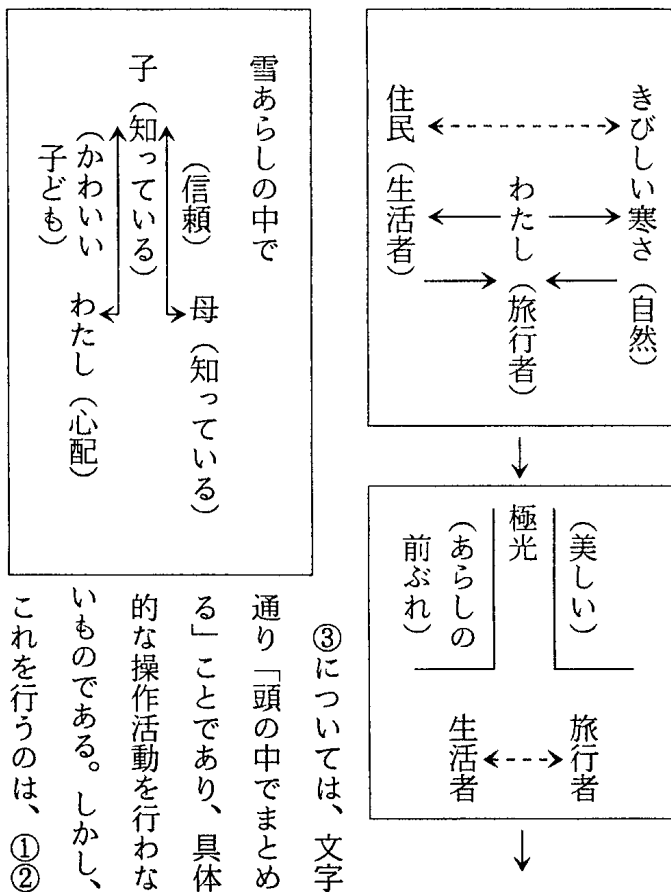 きびしい寒さ（自然）
わたし（旅行者）
住民（生活者）
（美しい）
極光
（あらしの
前ぶれ）
旅行者
生活者
雪あらしの中で
（信頼）
母（知っている）
子（知っている）
（かわいい
子ども）
わたし（心配）
③については、文字
通り「頭の中でまとめ
る」ことであり、具体
的な操作活動を行わな
いものである。しかし、
これを行うのは、①②